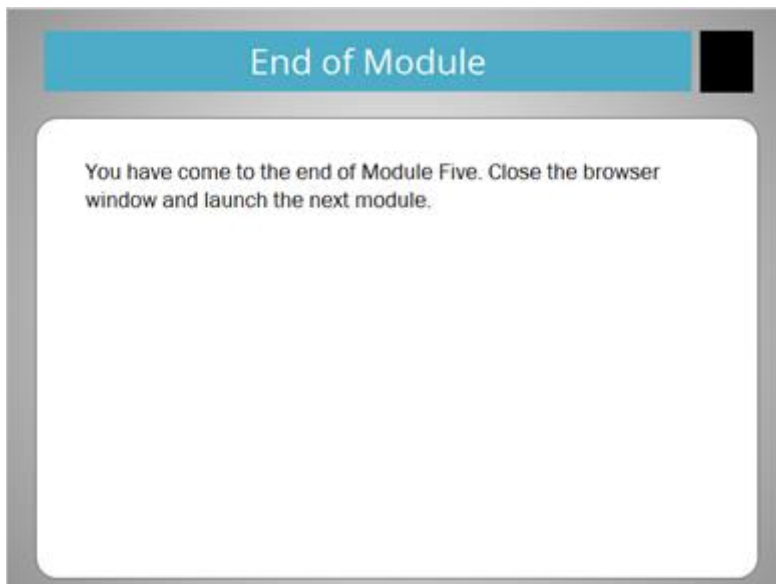 End of Module
You have come to the end of Module Five. Close the browser
window and launch the next module.